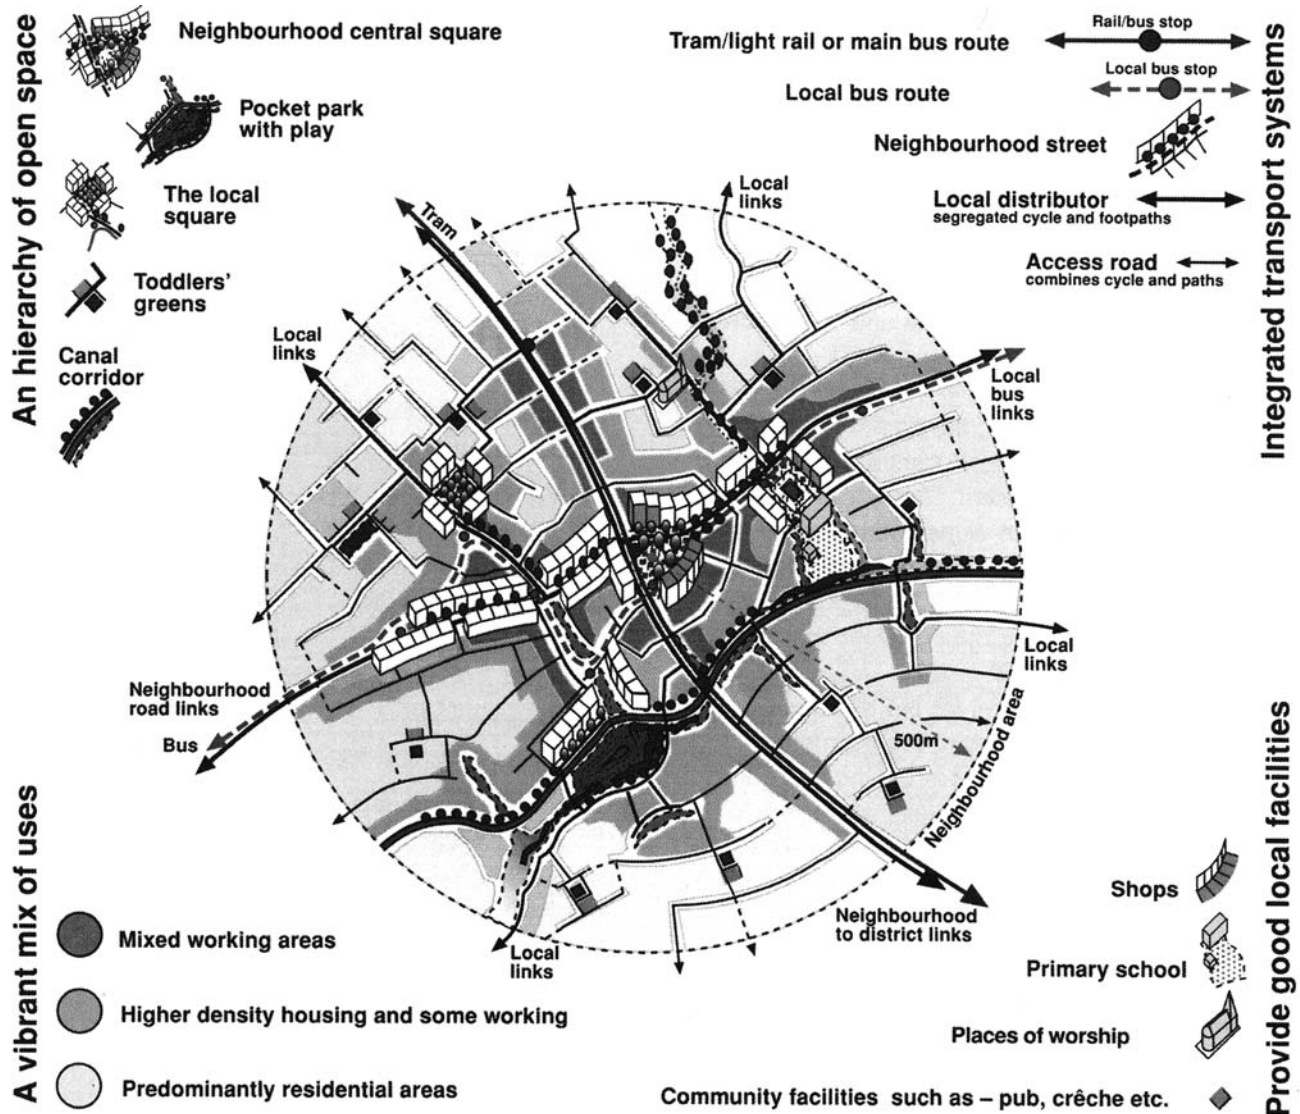 An hierarchy of open space
Neighbourhood central square
Pocket park
with play
The local
square
Toddlers'
greens
Canal
corridor
Integrated transport systems
Rail/bus stop
Tram/light rail or main bus route
Local bus stop
Local bus route
Neighbourhood street
Local distributor
segregated cycle and footpaths
Access road
combines cycle and paths
Tram
Local
links
Local
links
Local
bus
links
Local
links
Neighbourhood
road links
Bus
500m
Neighbourhood area
Neighbourhood
to district links
Local
links
A vibrant mix of uses
Mixed working areas
Higher density housing and some working
Predominantly residential areas
Provide good local facilities
Shops
Primary school
Places of worship
Community facilities such as – pub, crêche etc.